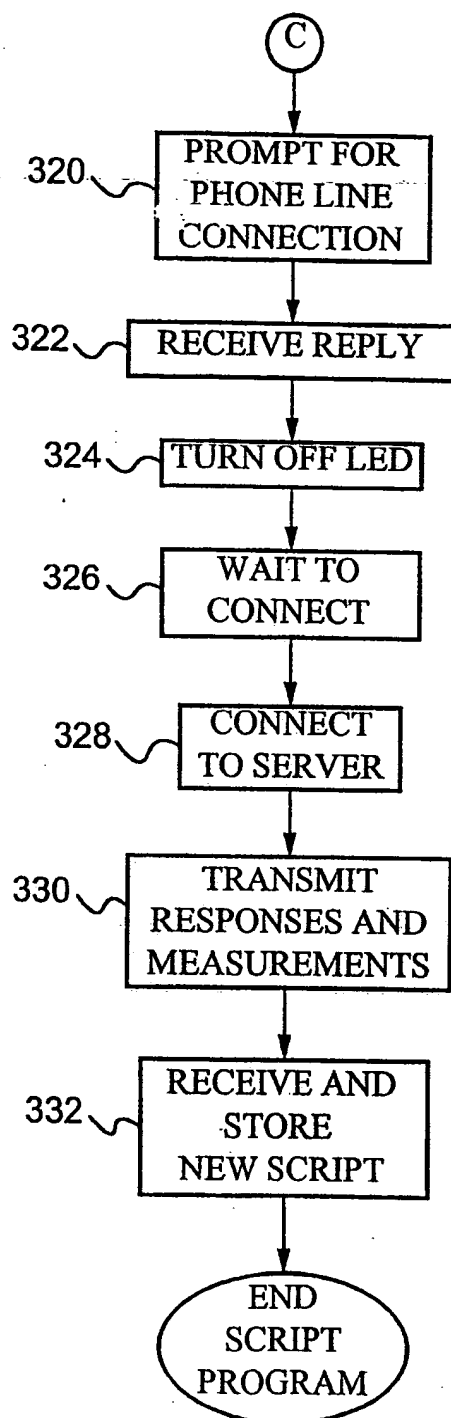 C
320
PROMPT FOR
PHONE LINE
CONNECTION
322
RECEIVE REPLY
324
TURN OFF LED
326
WAIT TO
CONNECT
328
CONNECT
TO SERVER
330
TRANSMIT
RESPONSES AND
MEASUREMENTS
332
RECEIVE AND
STORE
NEW SCRIPT
END
SCRIPT
PROGRAM